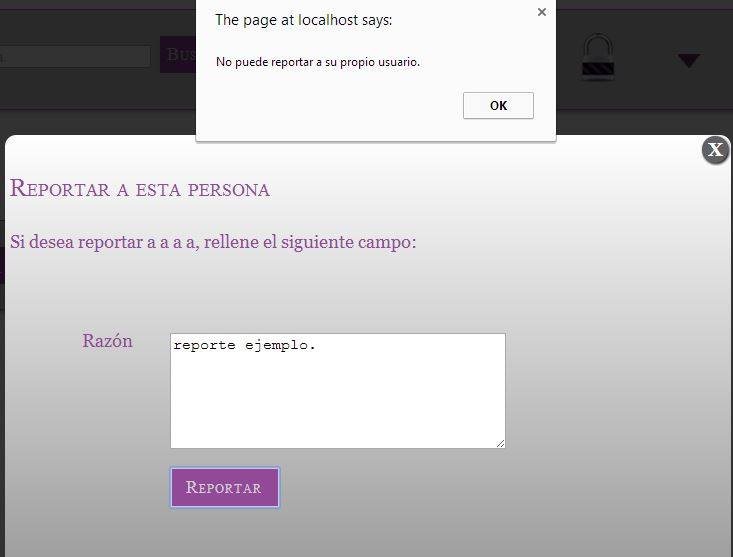 The page at localhost says:
No puede reportar a su propio usuario.
OK
X
Reportar a esta persona
Si desea reportar a a a a, rellene el siguiente campo:
Razón
reporte ejemplo.
Reportar